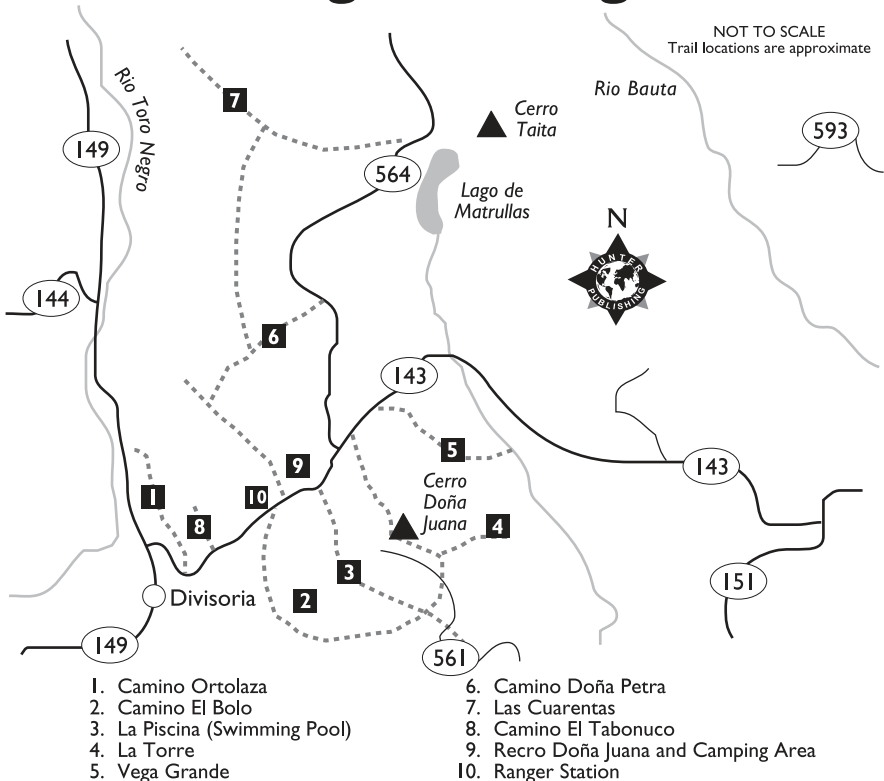 NOT TO SCALE
Trail locations are approximate
Rio Toro Negro
Rio Bauta
Cerro
Taita
593
149
7
564
Lago de
Matrullas
N
HUNTER
PUBLISHING
144
6
143
9
5
143
1
10
8
Cerro
Doña
Juana
4
3
2
151
Divisoria
149
561
1. Camino Ortolaza
2. Camino El Bolo
3. La Piscina (Swimming Pool)
4. La Torre
5. Vega Grande
6. Camino Doña Petra
7. Las Cuarentas
8. Camino El Tabonuco
9. Recro Doña Juana and Camping Area
10. Ranger Station